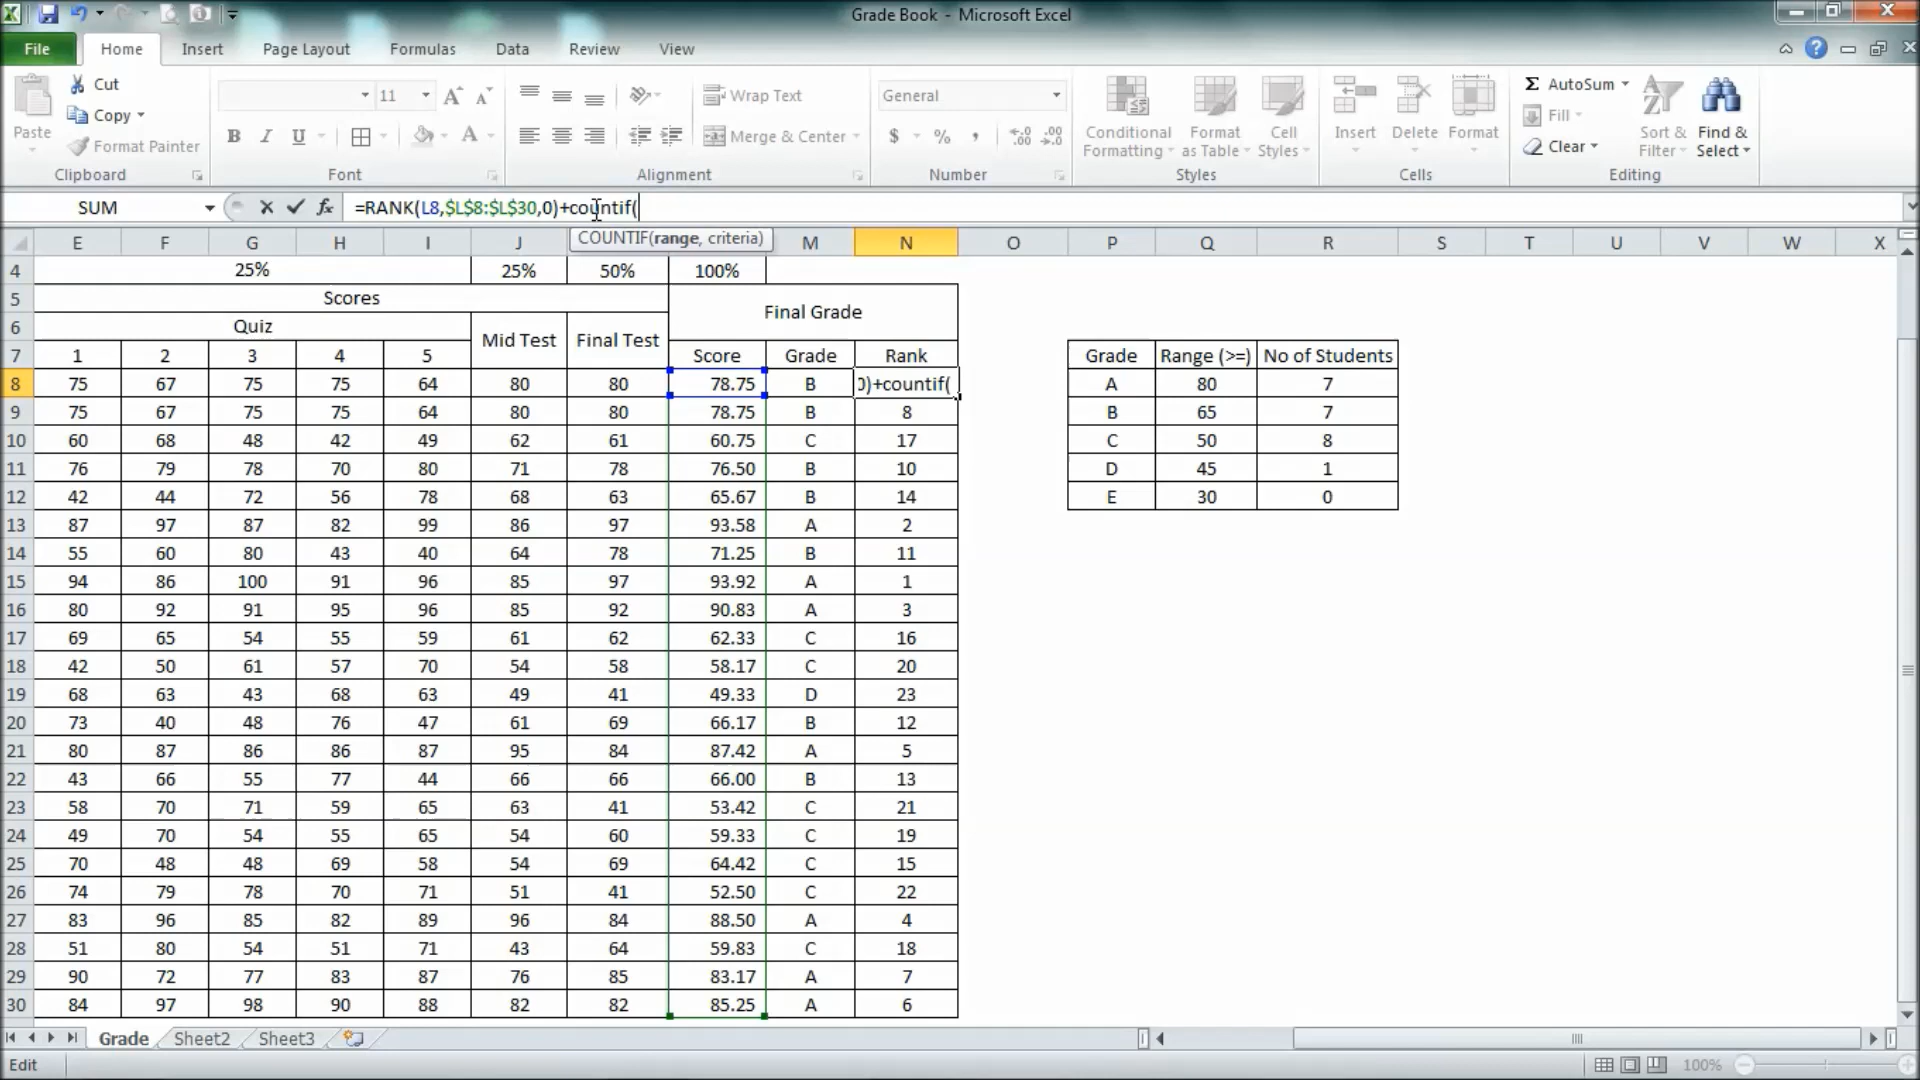 Grade Book - Microsoft Excel
File Home Insert Page Layout Formulas Data Review View
Paste Cut Copy Format Painter Clipboard
11 B I U A Font
Wrap Text Merge & Center Alignment
General $ % , Number
Conditional Formatting Format as Table Cell Styles Styles
Insert Delete Format Cells
Σ AutoSum Fill Clear Sort & Filter Find & Select Editing
SUM fx =RANK(L8,$L$8:$L$30,0)+countif(
COUNTIF(range, criteria)
E F G H I J M N O P Q R S T U V W X
4 25% 25% 50% 100%
5 Scores Final Grade
6 Quiz Mid Test Final Test
7 1 2 3 4 5 Score Grade Rank Grade Range (>=) No of Students
8 75 67 75 75 64 80 80 78.75 B 0)+countif( A 80 7
9 75 67 75 75 64 80 80 78.75 B 8 B 65 7
10 60 68 48 42 49 62 61 60.75 C 17 C 50 8
11 76 79 78 70 80 71 78 76.50 B 10 D 45 1
12 42 44 72 56 78 68 63 65.67 B 14 E 30 0
13 87 97 87 82 99 86 97 93.58 A 2
14 55 60 80 43 40 64 78 71.25 B 11
15 94 86 100 91 96 85 97 93.92 A 1
16 80 92 91 95 96 85 92 90.83 A 3
17 69 65 54 55 59 61 62 62.33 C 16
18 42 50 61 57 70 54 58 58.17 C 20
19 68 63 43 68 63 49 41 49.33 D 23
20 73 40 48 76 47 61 69 66.17 B 12
21 80 87 86 86 87 95 84 87.42 A 5
22 43 66 55 77 44 66 66 66.00 B 13
23 58 70 71 59 65 63 41 53.42 C 21
24 49 70 54 55 65 54 60 59.33 C 19
25 70 48 48 69 58 54 69 64.42 C 15
26 74 79 78 70 71 51 41 52.50 C 22
27 83 96 85 82 89 96 84 88.50 A 4
28 51 80 54 51 71 43 64 59.83 C 18
29 90 72 77 83 87 76 85 83.17 A 7
30 84 97 98 90 88 82 82 85.25 A 6
Grade Sheet2 Sheet3
Edit 100%